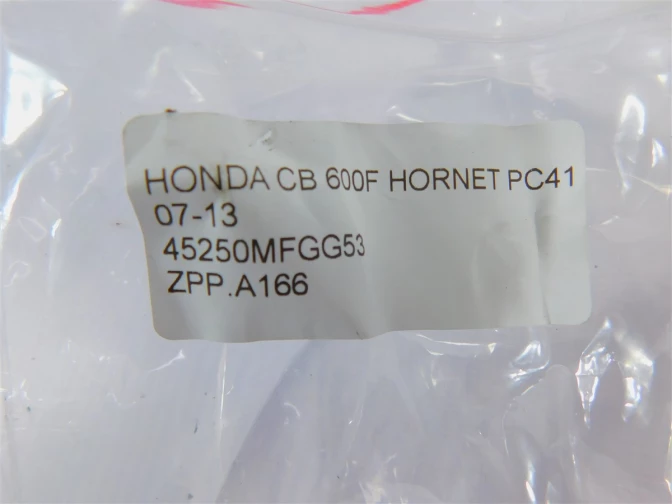 HONDA CB 600F HORNET PC41
07-13
45250MFGG53
ZPP.A166